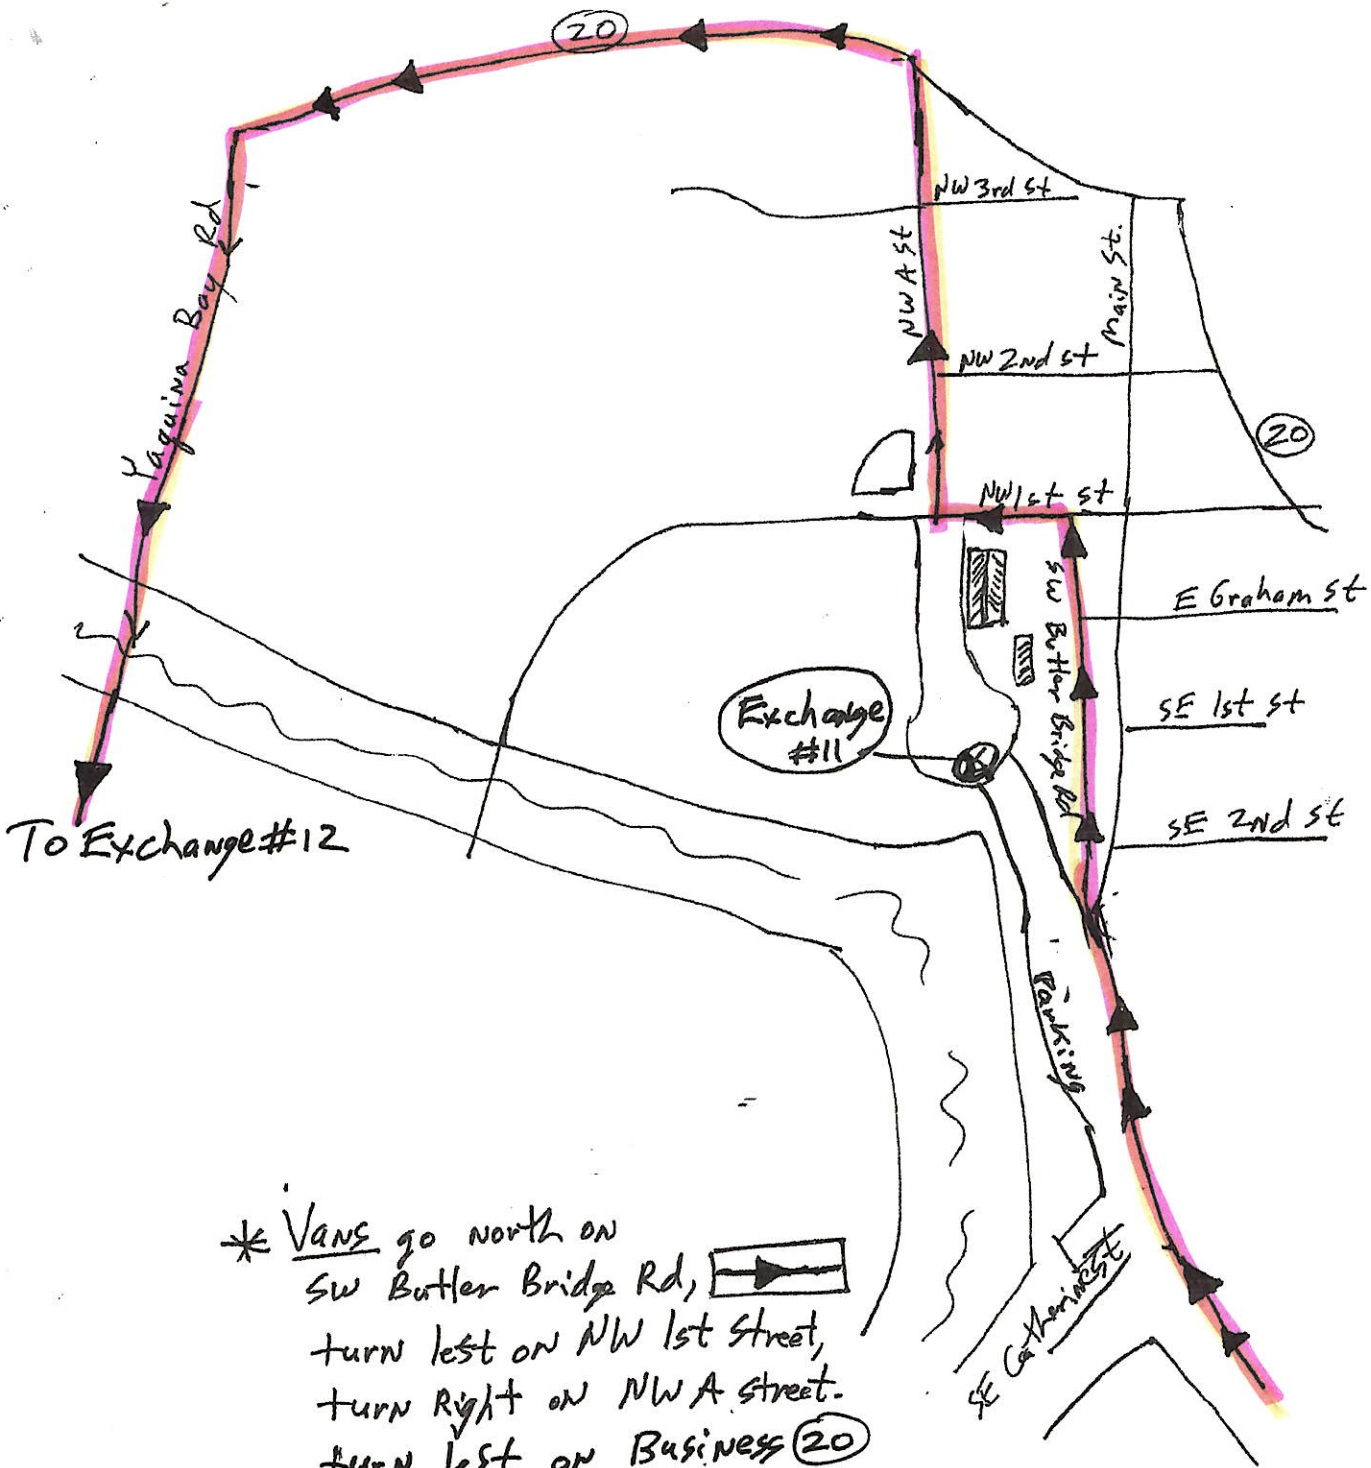 20
NW 3rd St
Yaquina Bay Rd
NW A St
Main St.
NW 2nd St
20
NW 1st St
SW Butler Bridge Rd
E Graham St
SE 1st St
Exchange
#11
SE 2nd St
To Exchange #12
Parking
SE Catherine St
* Vans go north on
SW Butler Bridge Rd,
turn left on NW 1st Street,
turn Right on NW A street.
turn left on Business 20